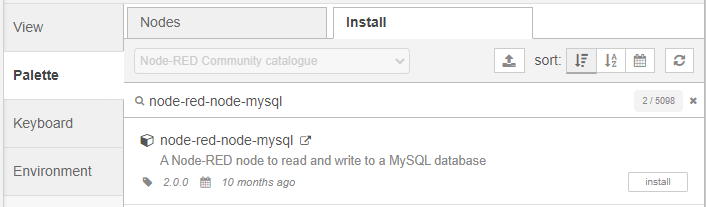 View
Palette
Keyboard
Environment
Nodes
Install
Node-RED Community catalogue
sort:
node-red-node-mysql
2 / 5098
node-red-node-mysql
A Node-RED node to read and write to a MySQL database
2.0.0 10 months ago
install